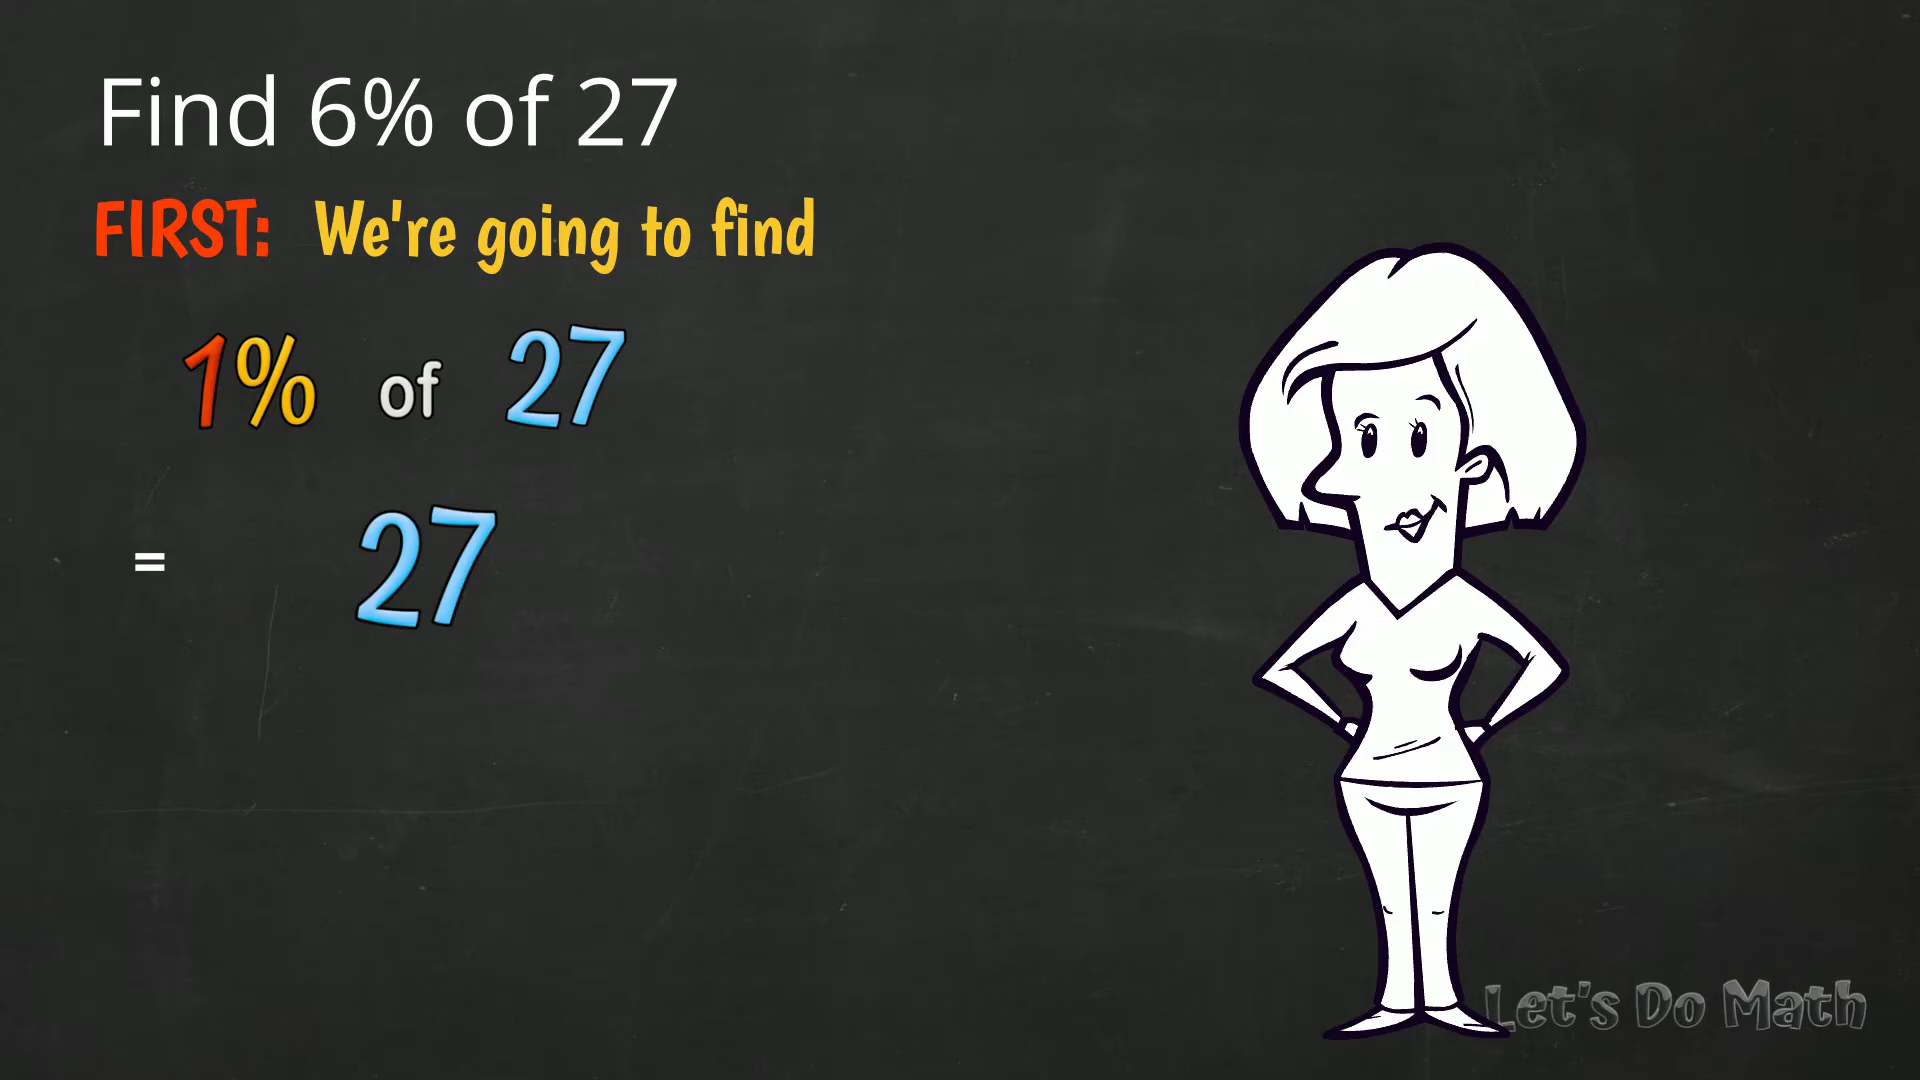 Find 6% of 27
FIRST: We're going to find
1% of 27
= 27
Let's Do Math